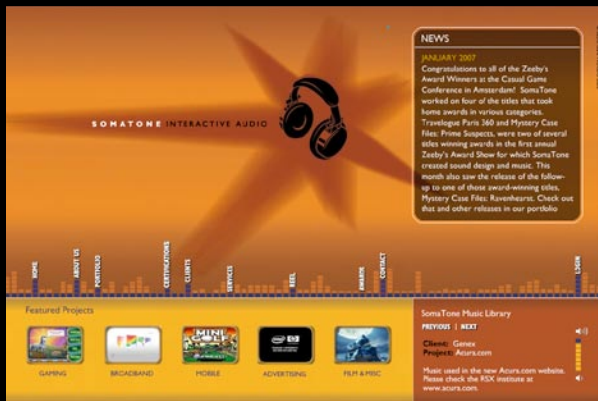 NEWS
JANUARY 2007
Congratulations to all of the Zeeby's
Award Winners at the Casual Game
Conference in Amsterdam! SomaTone
worked on four of the titles that took
home awards in various categories.
Travelogue Paris 360 and Mystery Case
Files: Prime Suspects, were two of several
titles winning awards in the first annual
Zeeby's Award Show for which SomaTone
created sound design and music. This
month also saw the release of the follow-
up to one of those award-winning titles,
Mystery Case Files: Ravenhearst. Check out
that and other releases in our portfolio
SOMATONE INTERACTIVE AUDIO
HOME
ABOUT US
PORTFOLIO
CERTIFICATIONS
CLIENTS
SERVICES
REEL
AWARDS
CONTACT
LOGIN
Featured Projects
MINI
GOLF
GAMING
BROADBAND
MOBILE
ADVERTISING
FILM & MISC
SomaTone Music Library
PREVIOUS | NEXT
Client: Genex
Project: Acura.com
Music used in the new Acura.com website.
Please check the RSX institute at
www.acura.com.